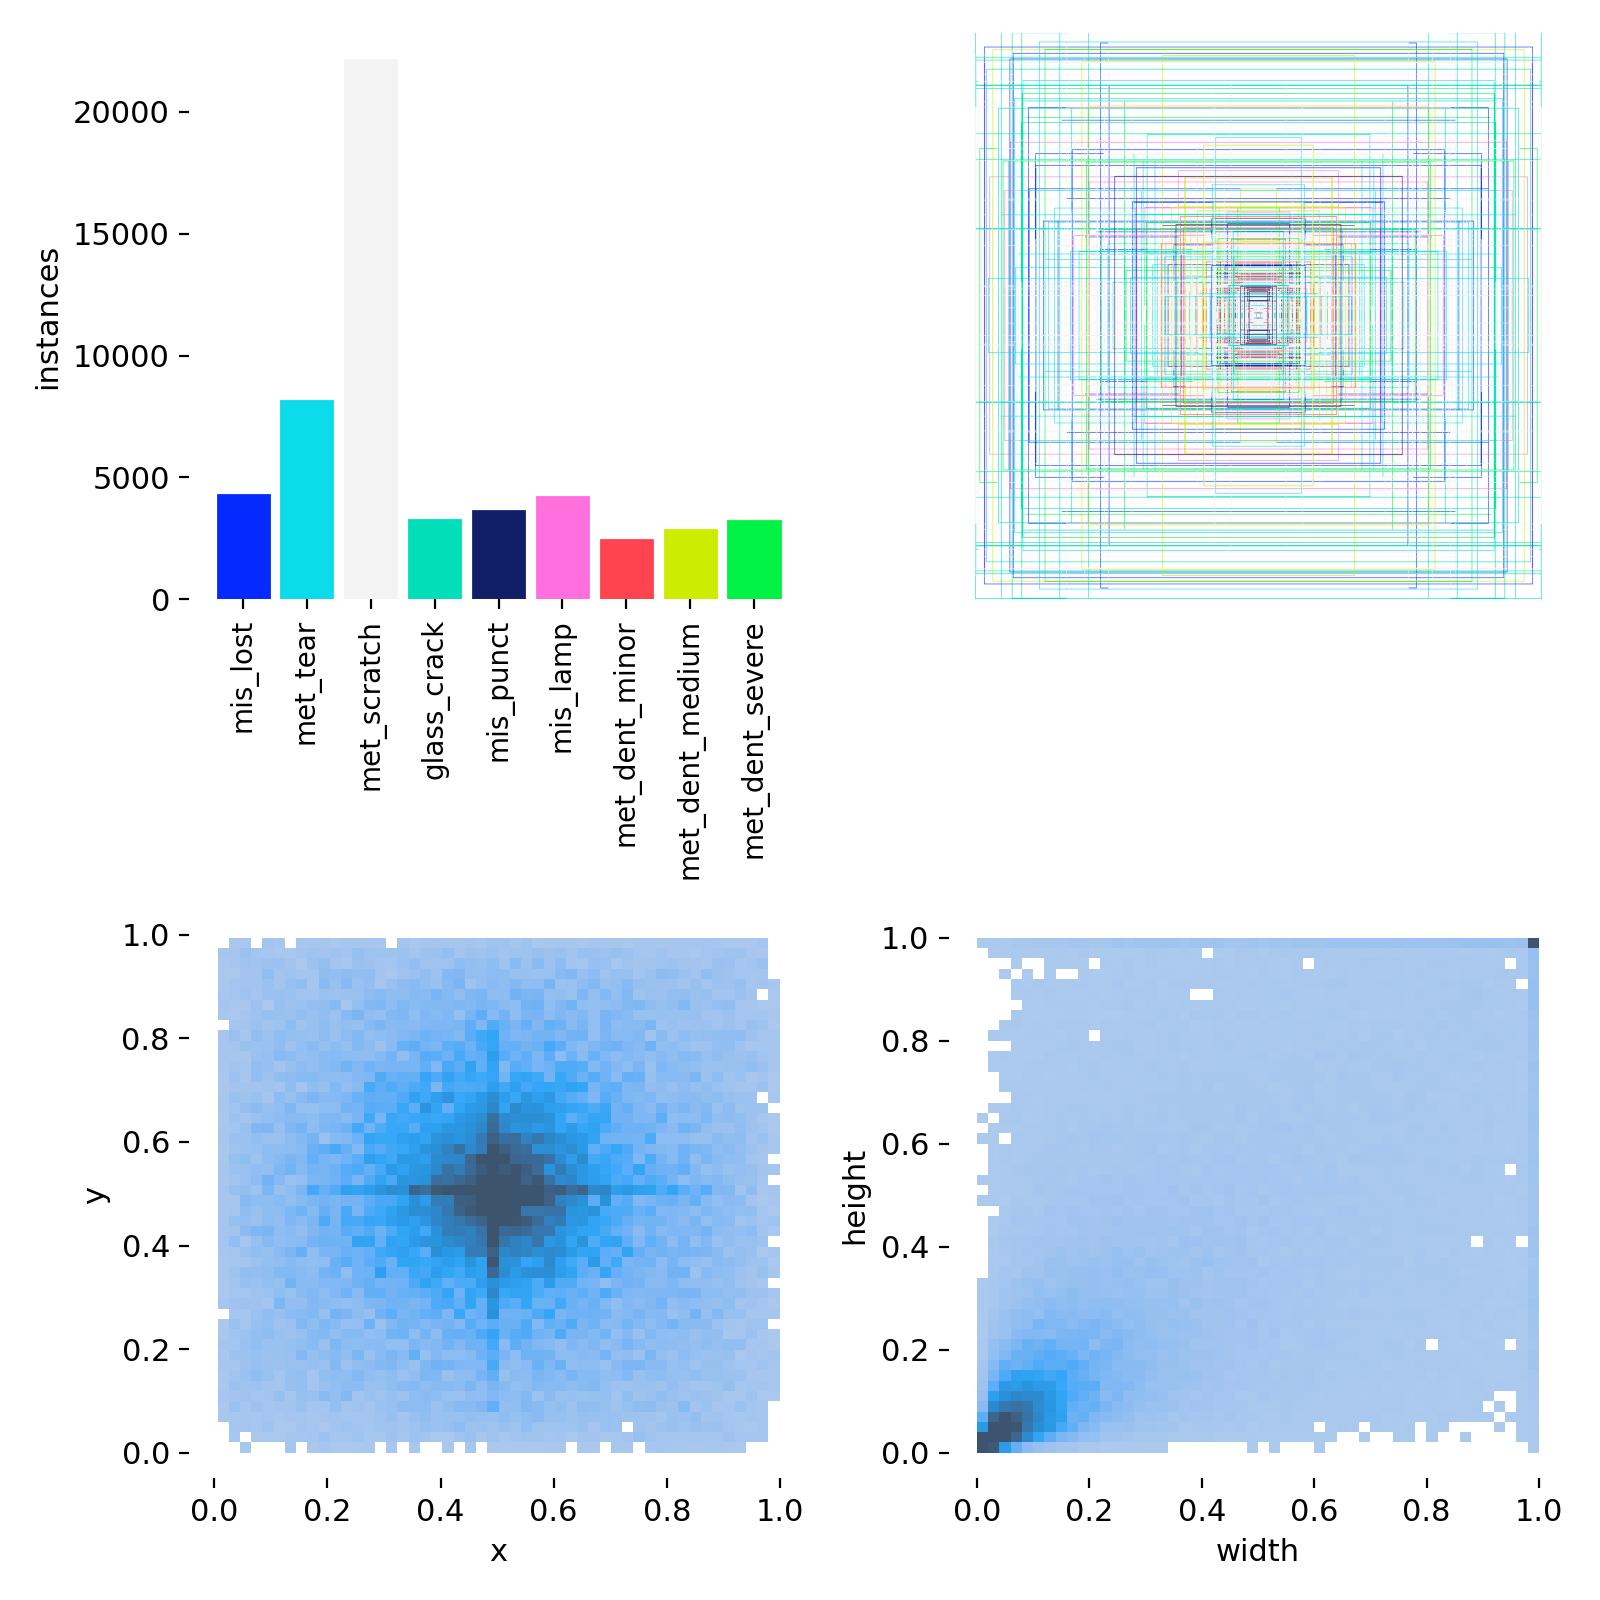 instances
20000
15000
10000
5000
0
mis_lost
met_tear
met_scratch
glass_crack
mis_punct
mis_lamp
met_dent_minor
met_dent_medium
met_dent_severe
y
1.0
0.8
0.6
0.4
0.2
0.0
0.0 0.2 0.4 0.6 0.8 1.0
x
height
1.0
0.8
0.6
0.4
0.2
0.0
0.0 0.2 0.4 0.6 0.8 1.0
width